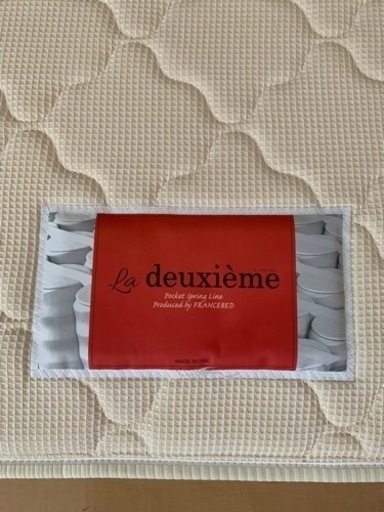 La deuxième
Pocket Spring Line
Produced by FRANCEBED